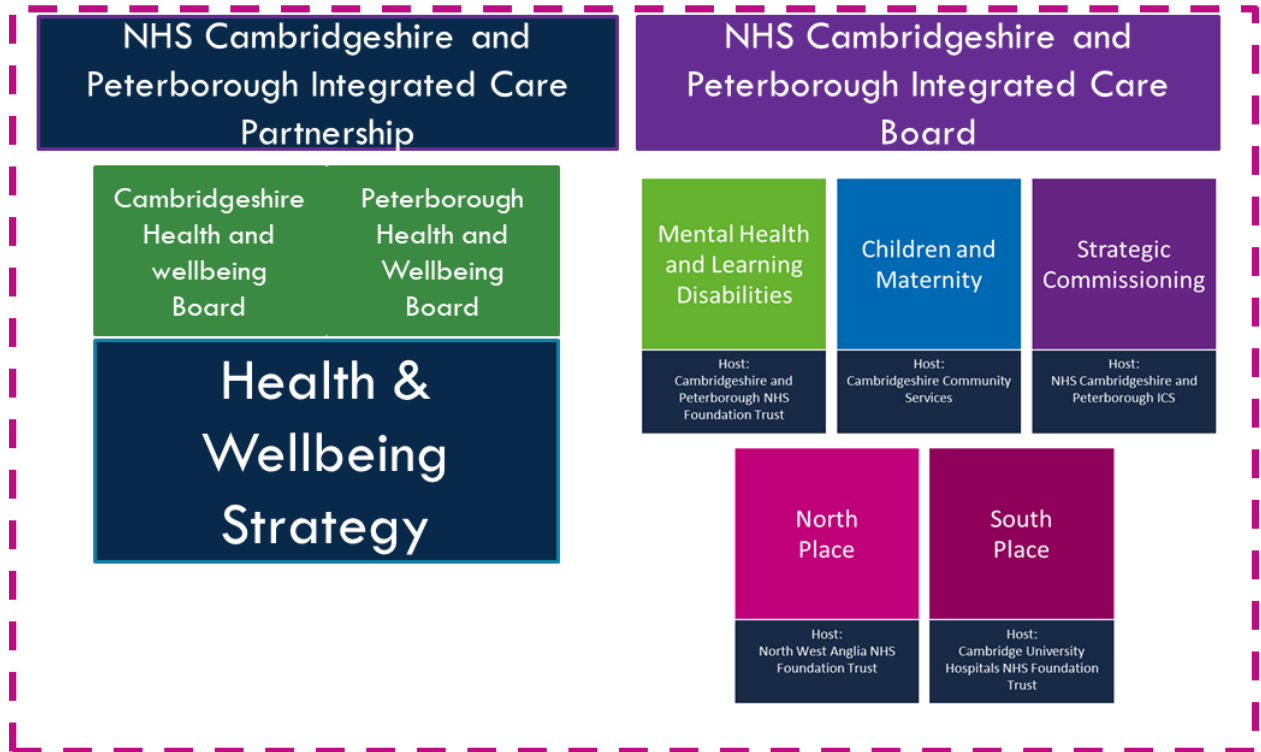 NHS Cambridgeshire and
Peterborough Integrated Care
Partnership
NHS Cambridgeshire and
Peterborough Integrated Care
Board
Cambridgeshire
Health and
wellbeing
Board
Peterborough
Health and
Wellbeing
Board
Health &
Wellbeing
Strategy
Mental Health
and Learning
Disabilities
Host:
Cambridgeshire and
Peterborough NHS
Foundation Trust
Children and
Maternity
Host:
Cambridgeshire Community
Services
Strategic
Commissioning
Host:
NHS Cambridgeshire and
Peterborough ICS
North
Place
Host:
North West Anglia NHS
Foundation Trust
South
Place
Host:
Cambridge University
Hospitals NHS Foundation
Trust